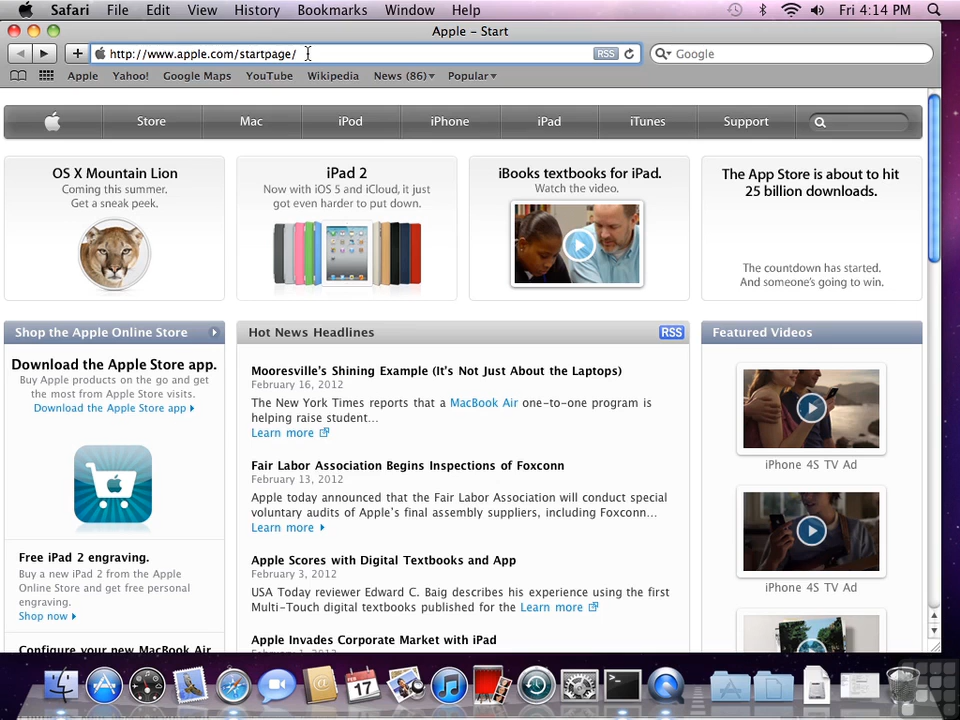 Safari File Edit View History Bookmarks Window Help Fri 4:14 PM
Apple – Start
http://www.apple.com/startpage/ RSS Google
Apple Yahoo! Google Maps YouTube Wikipedia News (86)▾ Popular▾
Store Mac iPod iPhone iPad iTunes Support
OS X Mountain Lion
Coming this summer.
Get a sneak peek.
iPad 2
Now with iOS 5 and iCloud, it just
got even harder to put down.
iBooks textbooks for iPad.
Watch the video.
The App Store is about to hit
25 billion downloads.
The countdown has started.
And someone's going to win.
Shop the Apple Online Store
Download the Apple Store app.
Buy Apple products on the go and get
the most from Apple Store visits.
Download the Apple Store app
Free iPad 2 engraving.
Buy a new iPad 2 from the Apple
Online Store and get free personal
engraving.
Shop now
Configure your new MacBook Air
Hot News Headlines RSS
Mooresville's Shining Example (It's Not Just About the Laptops)
February 16, 2012
The New York Times reports that a MacBook Air one-to-one program is
helping raise student...
Learn more
Fair Labor Association Begins Inspections of Foxconn
February 13, 2012
Apple today announced that the Fair Labor Association will conduct special
voluntary audits of Apple's final assembly suppliers, including Foxconn...
Learn more
Apple Scores with Digital Textbooks and App
February 3, 2012
USA Today reviewer Edward C. Baig describes his experience using the first
Multi-Touch digital textbooks published for the Learn more
Apple Invades Corporate Market with iPad
February 1, 2012
Featured Videos
iPhone 4S TV Ad
iPhone 4S TV Ad
FEB
17